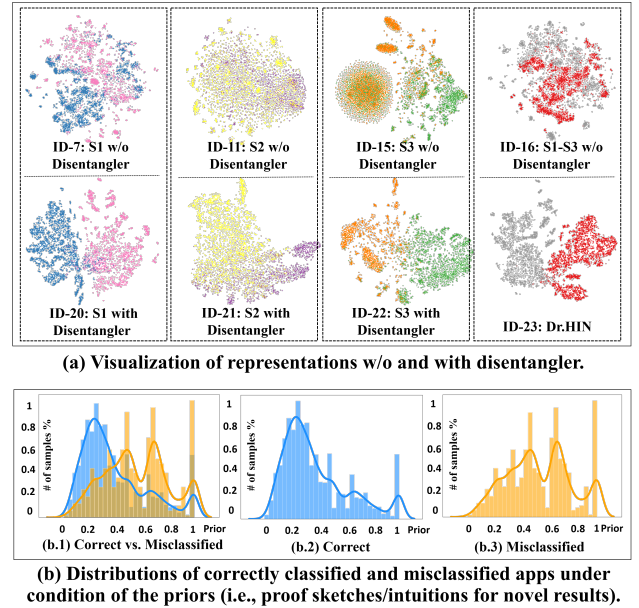 ID-7: S1 w/o
Disentangler
ID-11: S2 w/o
Disentangler
ID-15: S3 w/o
Disentangler
ID-16: S1-S3 w/o
Disentangler
ID-20: S1 with
Disentangler
ID-21: S2 with
Disentangler
ID-22: S3 with
Disentangler
ID-23: Dr.HIN
(a) Visualization of representations w/o and with disentangler.
# of samples %
1
0.8
0.6
0.4
0.2
0
0 0.2 0.4 0.6 0.8 1 Prior
(b.1) Correct vs. Misclassified
# of samples %
1
0.8
0.6
0.4
0.2
0
0 0.2 0.4 0.6 0.8 1 Prior
(b.2) Correct
# of samples %
1
0.8
0.6
0.4
0.2
0
0 0.2 0.4 0.6 0.8 1 Prior
(b.3) Misclassified
(b) Distributions of correctly classified and misclassified apps under
condition of the priors (i.e., proof sketches/intuitions for novel results).